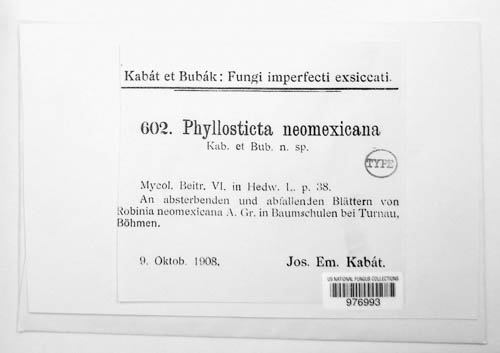 Kabát et Bubák: Fungi imperfecti exsiccati.
602. Phyllosticta neomexicana
Kab. et Bub. n. sp.
TYPE
Mycol. Beitr. VI. in Hedw. L. p. 38.
An absterbenden und abfallenden Blättern von
Robinia neomexicana A. Gr. in Baumschulen bei Turnau,
Böhmen.
9. Oktob. 1908.
Jos. Em. Kabát.
US NATIONAL FUNGUS COLLECTIONS
976993